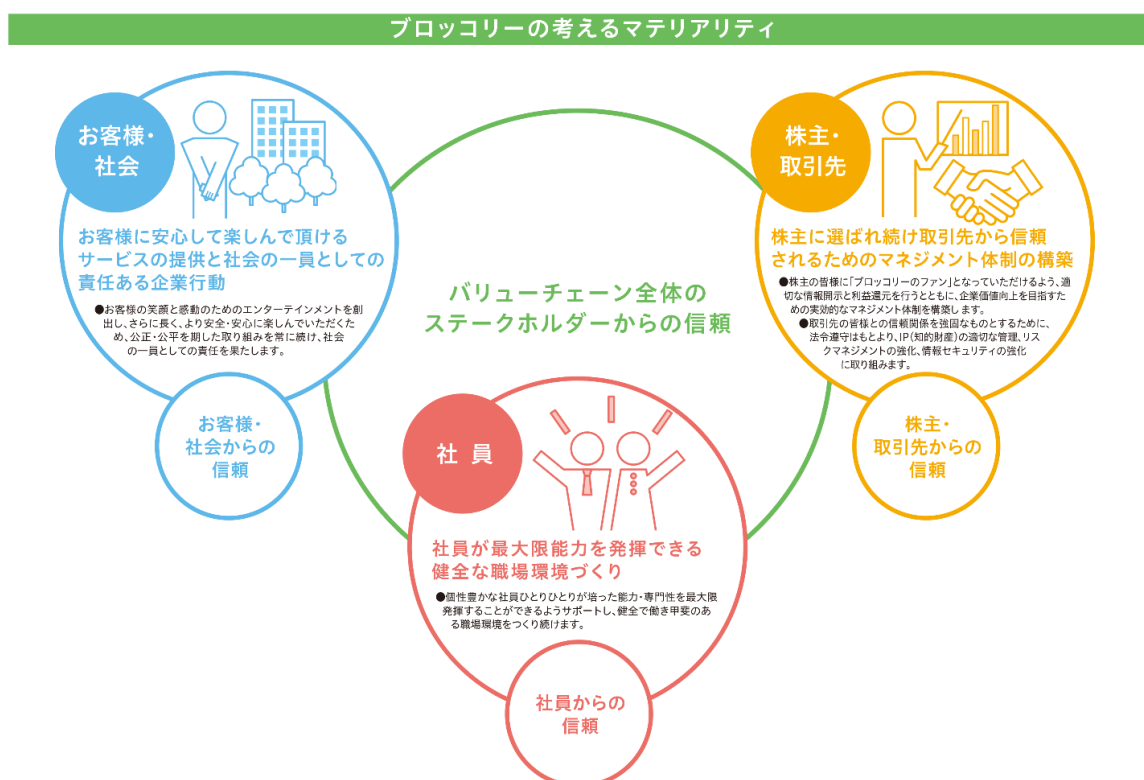 ブロッコリーの考えるマテリアリティ
お客様・
社会
お客様に安心して楽しんで頂ける
サービスの提供と社会の一員としての
責任ある企業行動
●お客様の笑顔と感動のためのエンターテインメントを創
出し、さらに長く、より安全・安心に楽しんでいただくた
め、公正・公平を期した取り組みを常に続け、社会
の一員としての責任を果たします。
お客様・
社会からの
信頼
バリューチェーン全体の
ステークホルダーからの信頼
株主・
取引先
株主に選ばれ続け取引先から信頼
されるためのマネジメント体制の構築
●株主の皆様に「ブロッコリーのファン」となっていただけるよう、適
切な情報開示と利益還元を行うとともに、企業価値向上を目指すた
めの実効的なマネジメント体制を構築します。
●取引先の皆様との信頼関係を強固なものとするために、
法令遵守はもとより、IP(知的財産)の適切な管理、リス
クマネジメントの強化、情報セキュリティの強化
に取り組みます。
株主・
取引先からの
信頼
社員
社員が最大限能力を発揮できる
健全な職場環境づくり
●個性豊かな社員ひとりひとりが培った能力・専門性を最大限
発揮することができるようサポートし、健全で働き甲斐のあ
る職場環境をつくり続けます。
社員からの
信頼